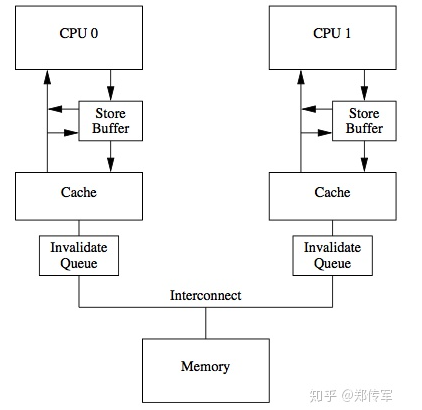 CPU 0
CPU 1
Store
Buffer
Store
Buffer
Cache
Cache
Invalidate
Queue
Invalidate
Queue
Interconnect
Memory
知乎 @郑传军